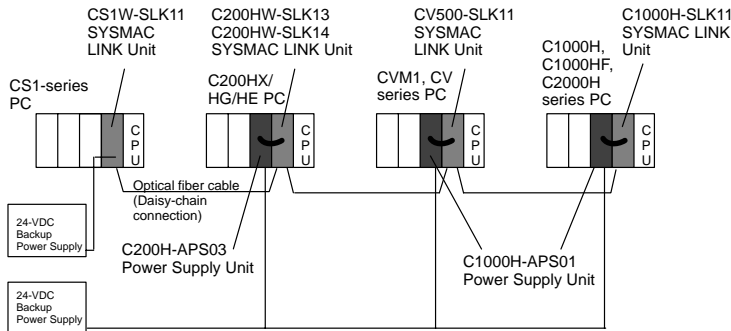 CS1W-SLK11
SYSMAC
LINK Unit
C200HW-SLK13
C200HW-SLK14
SYSMAC LINK Unit
CV500-SLK11
SYSMAC
LINK Unit
C1000H-SLK11
SYSMAC LINK
Unit
CS1-series
PC
C200HX/
HG/HE PC
CVM1, CV
series PC
C1000H,
C1000HF,
C2000H
series PC
C
P
U
C
P
U
C
P
U
C
P
U
Optical fiber cable
(Daisy-chain
connection)
24-VDC
Backup
Power Supply
C200H-APS03
Power Supply Unit
C1000H-APS01
Power Supply Unit
24-VDC
Backup
Power Supply